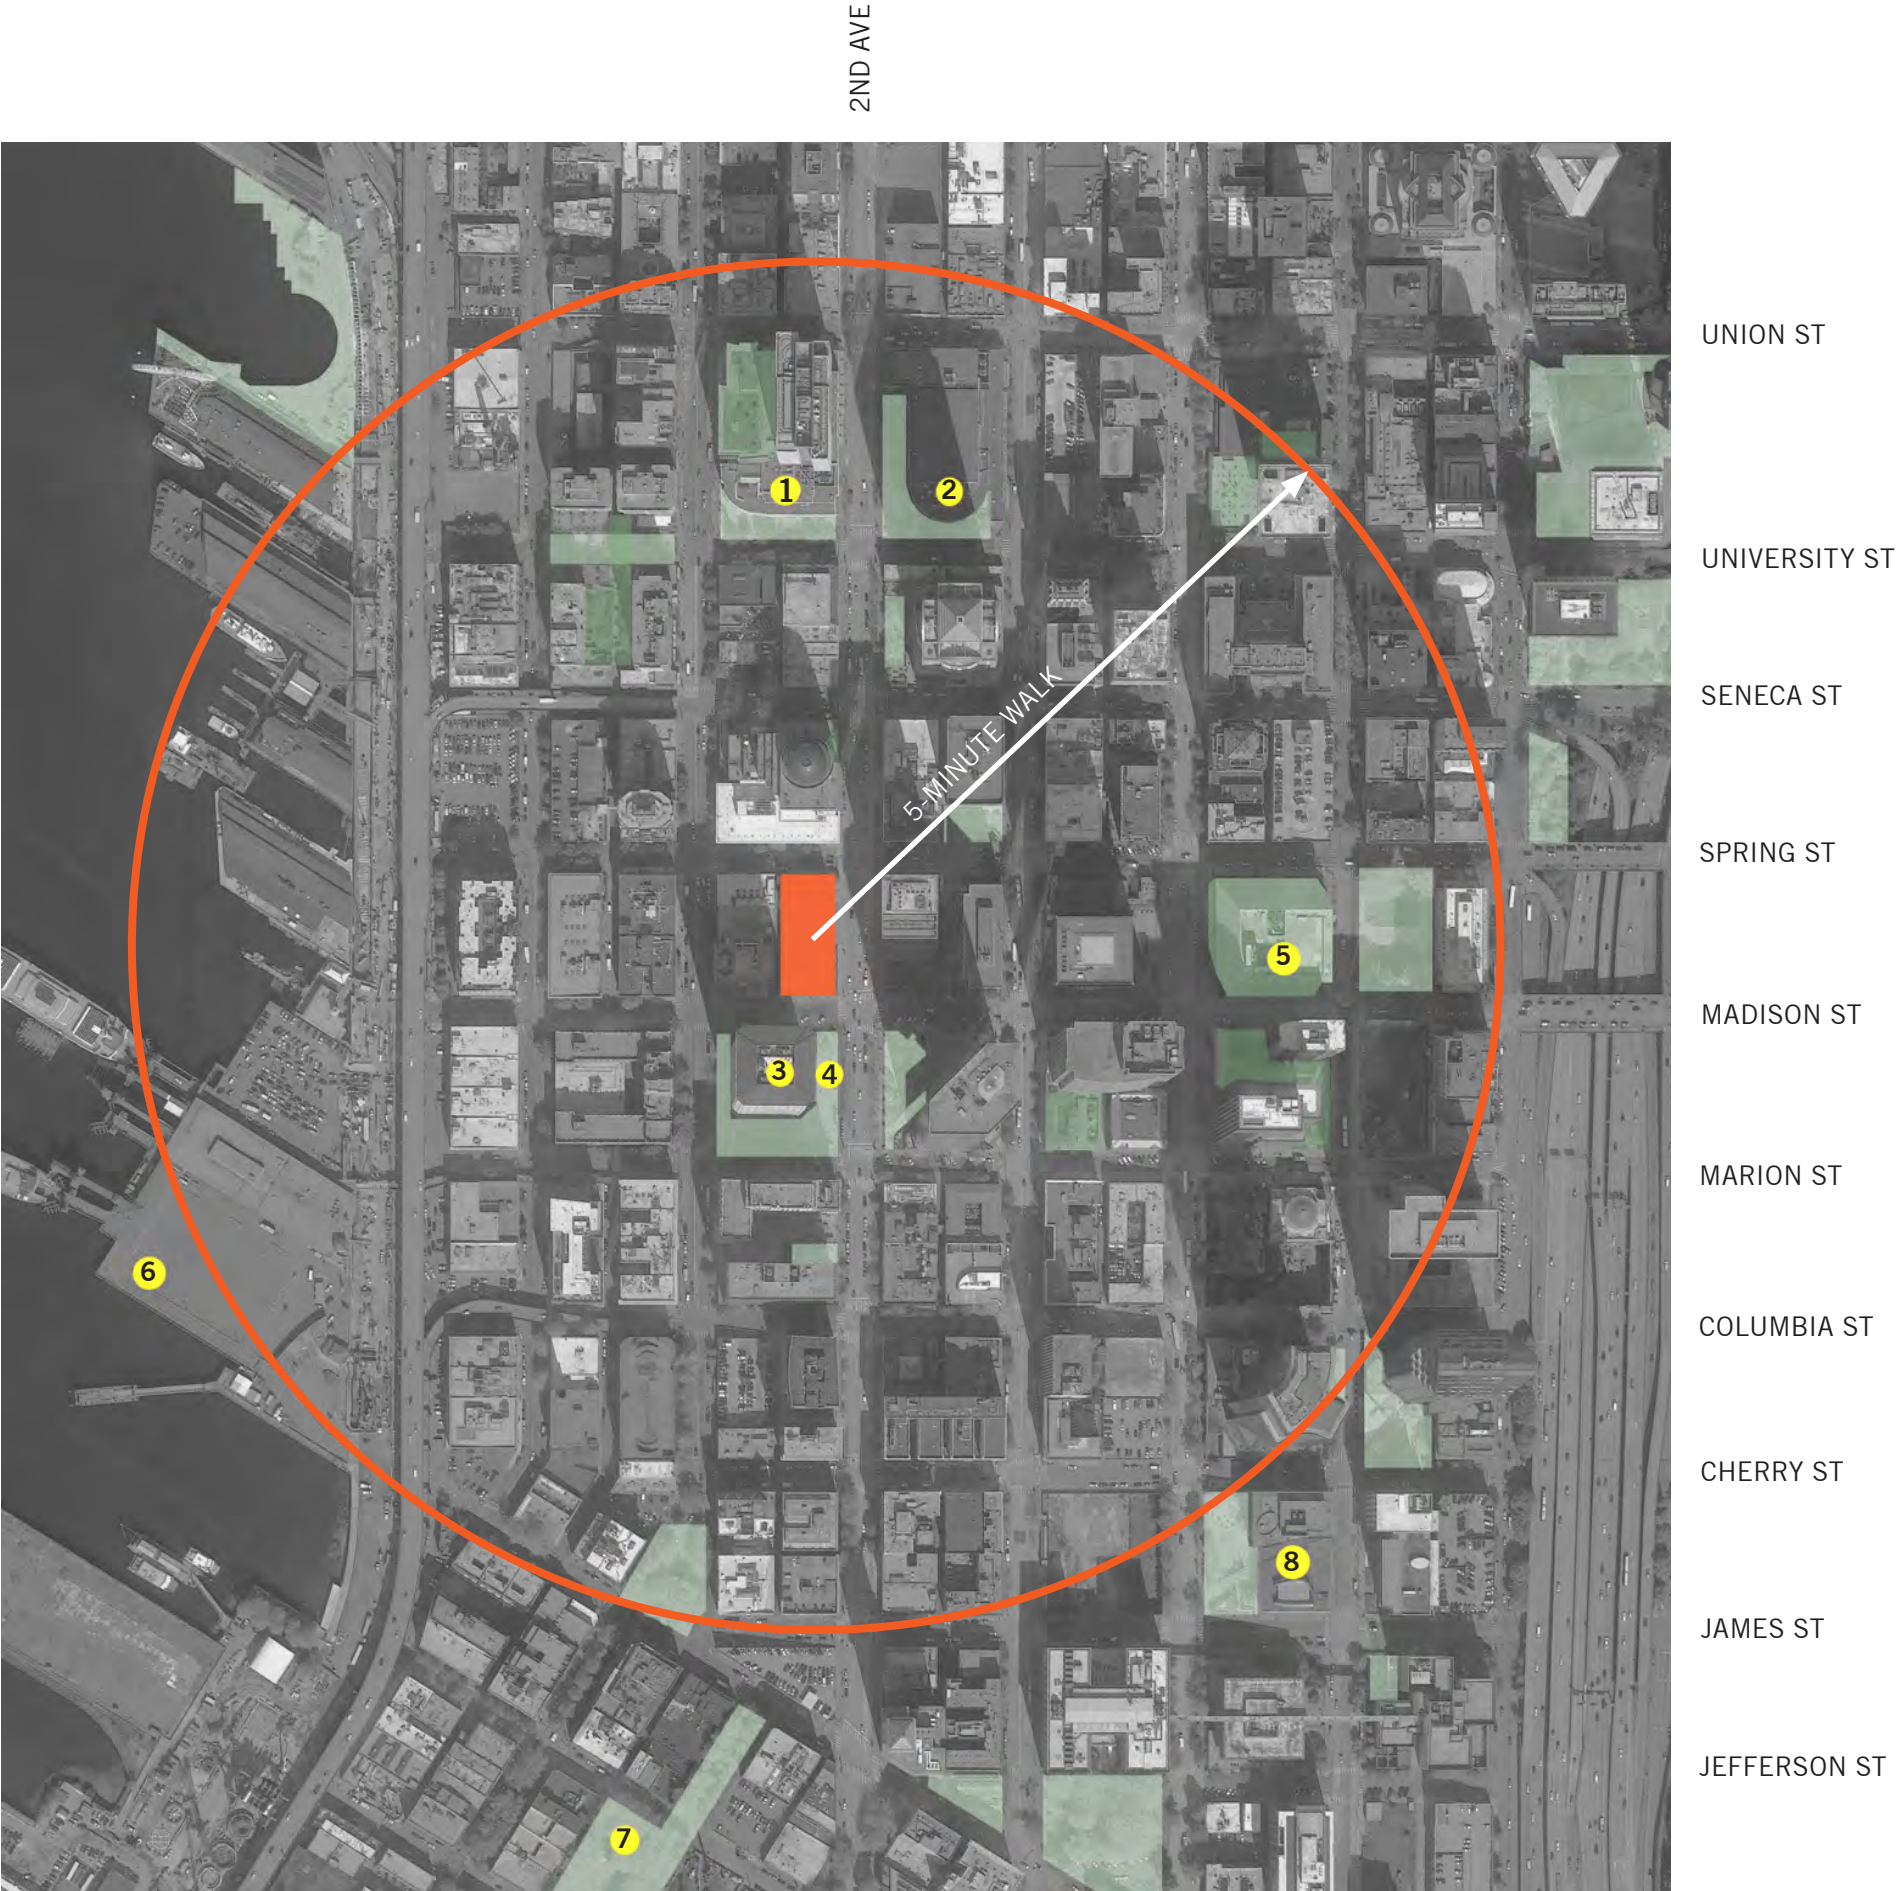 2ND AVE
UNION ST
1
2
UNIVERSITY ST
SENECA ST
5-MINUTE WALK
SPRING ST
5
MADISON ST
3
4
MARION ST
6
COLUMBIA ST
CHERRY ST
8
JAMES ST
JEFFERSON ST
7